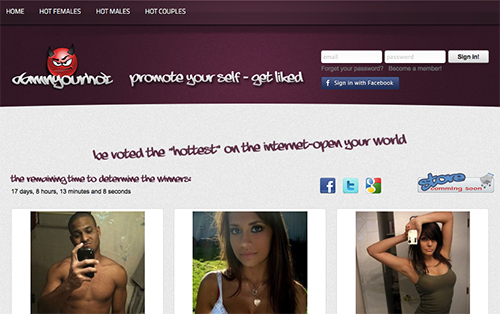 HOME HOT FEMALES HOT MALES HOT COUPLES
damnyourhot
promote your self - get liked
email password Sign In!
Forgot your password? Become a member!
Sign in with Facebook
be voted the "hottest" on the internet-open your world
the remaining time to determine the winners:
17 days, 8 hours, 13 minutes and 8 seconds
store
comming soon